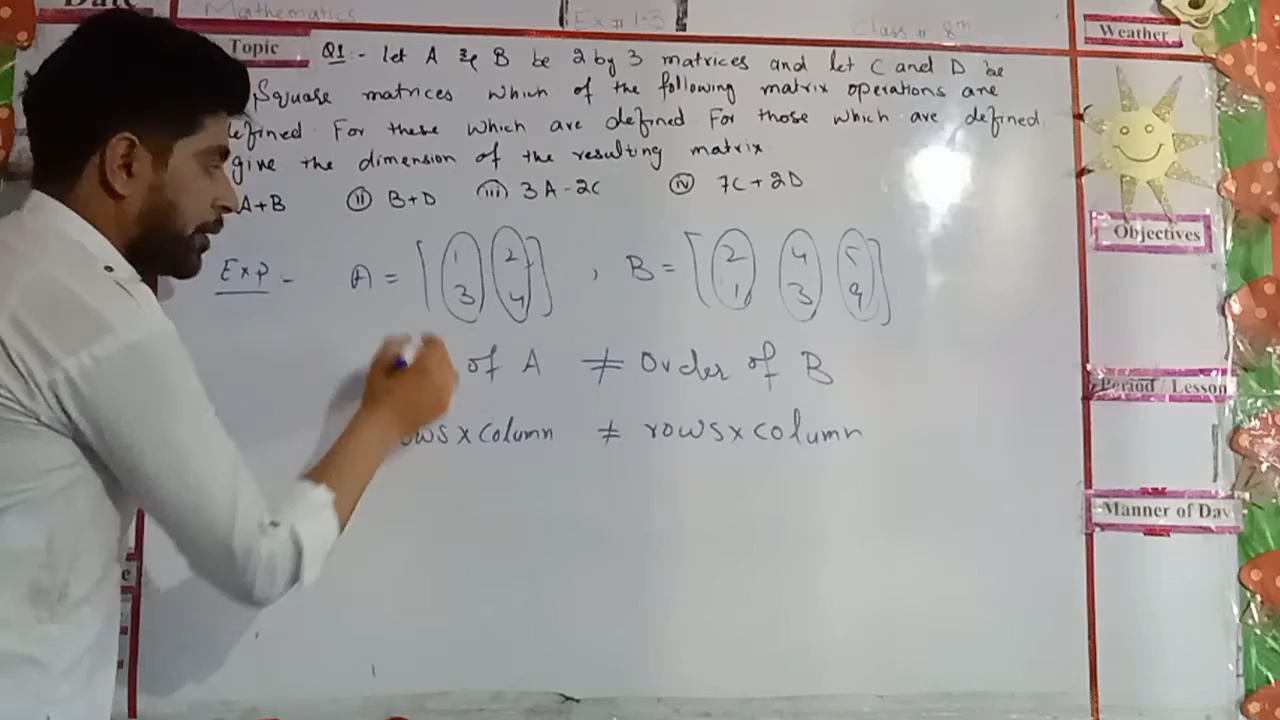 Mathematics
Ex # 1-3
Class # 8th
Weather
Topic
Q1:- let A & B be 2 by 3 matrices and let C and D be
Square matrices which of the following matrix operations are
defined. For these which are defined For those which are defined.
give the dimension of the resulting matrix
A+B (ii) B+D (iii) 3A-2C (iv) 7C+2D
Objectives
Exp - A = [1 2
3 4] , B = [2 4 5
1 3 9]
of A ≠ Order of B
Period / Lesson
ows x column ≠ rows x column
Manner of Day